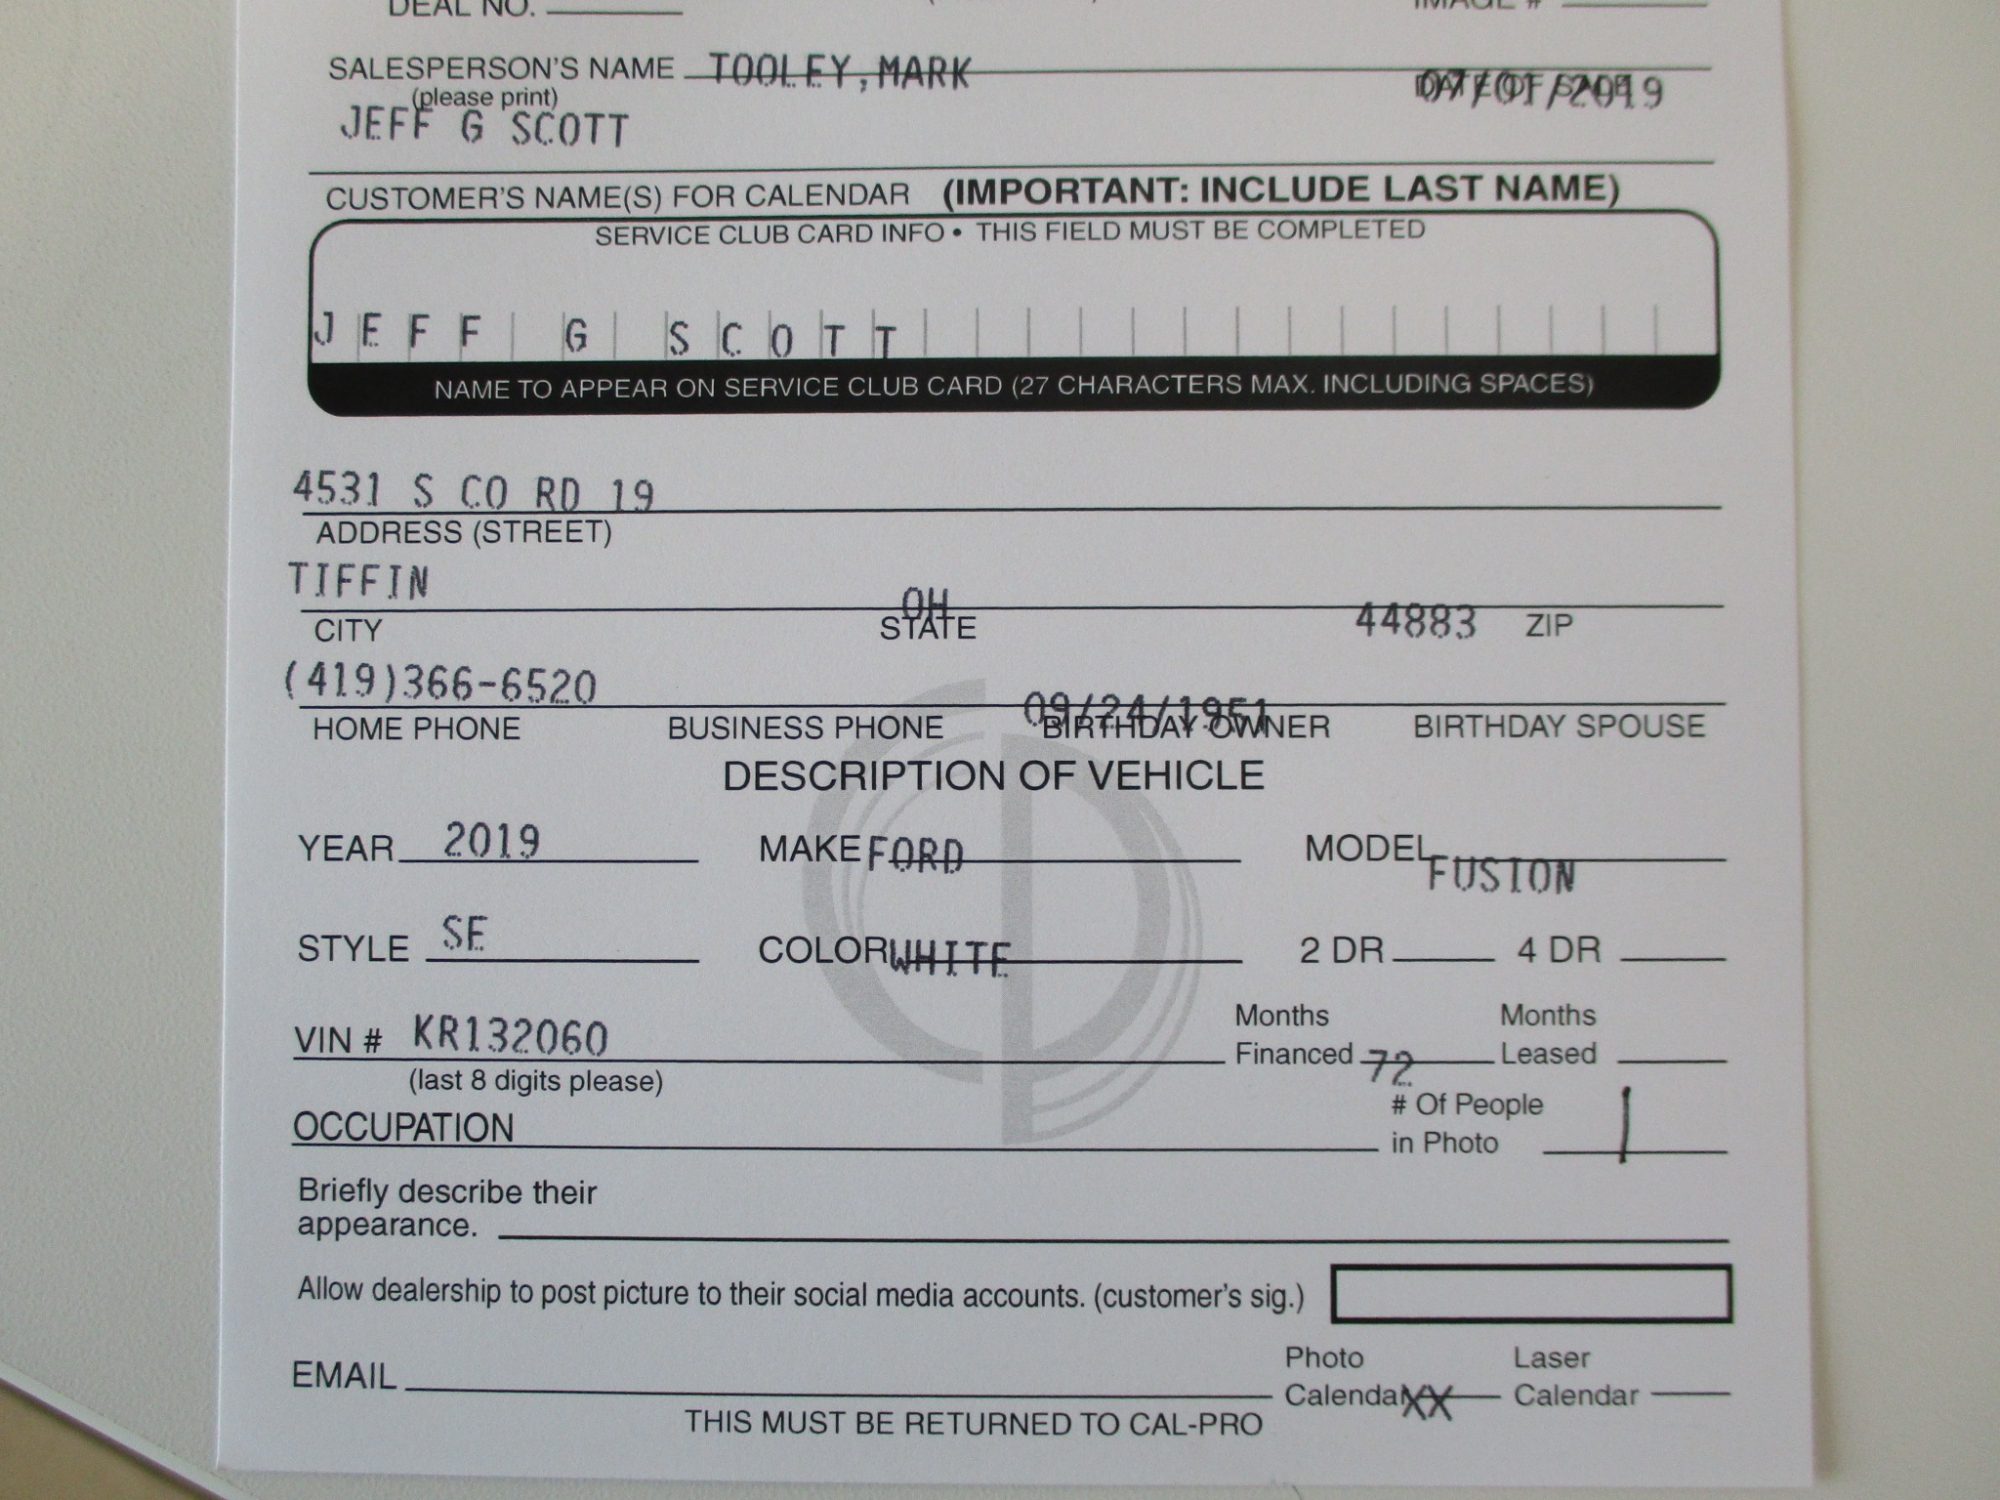 DEAL NO.
IMAGE #
SALESPERSON'S NAME TOOLEY,MARK
(please print)
DATE OF SALE 07/01/2019
JEFF G SCOTT
CUSTOMER'S NAME(S) FOR CALENDAR (IMPORTANT: INCLUDE LAST NAME)
SERVICE CLUB CARD INFO • THIS FIELD MUST BE COMPLETED
JEFF G SCOTT
NAME TO APPEAR ON SERVICE CLUB CARD (27 CHARACTERS MAX. INCLUDING SPACES)
4531 S CO RD 19
ADDRESS (STREET)
TIFFIN OH 44883 ZIP
CITY STATE
(419)366-6520 09/24/1951
HOME PHONE BUSINESS PHONE BIRTHDAY OWNER BIRTHDAY SPOUSE
DESCRIPTION OF VEHICLE
YEAR 2019 MAKE FORD MODEL FUSION
STYLE SE COLOR WHITE 2 DR 4 DR
VIN # KR132060 Months Financed 72 Months Leased
(last 8 digits please)
OCCUPATION # Of People in Photo 1
Briefly describe their
appearance.
Allow dealership to post picture to their social media accounts. (customer's sig.)
EMAIL Photo Calendar XX Laser Calendar
THIS MUST BE RETURNED TO CAL-PRO